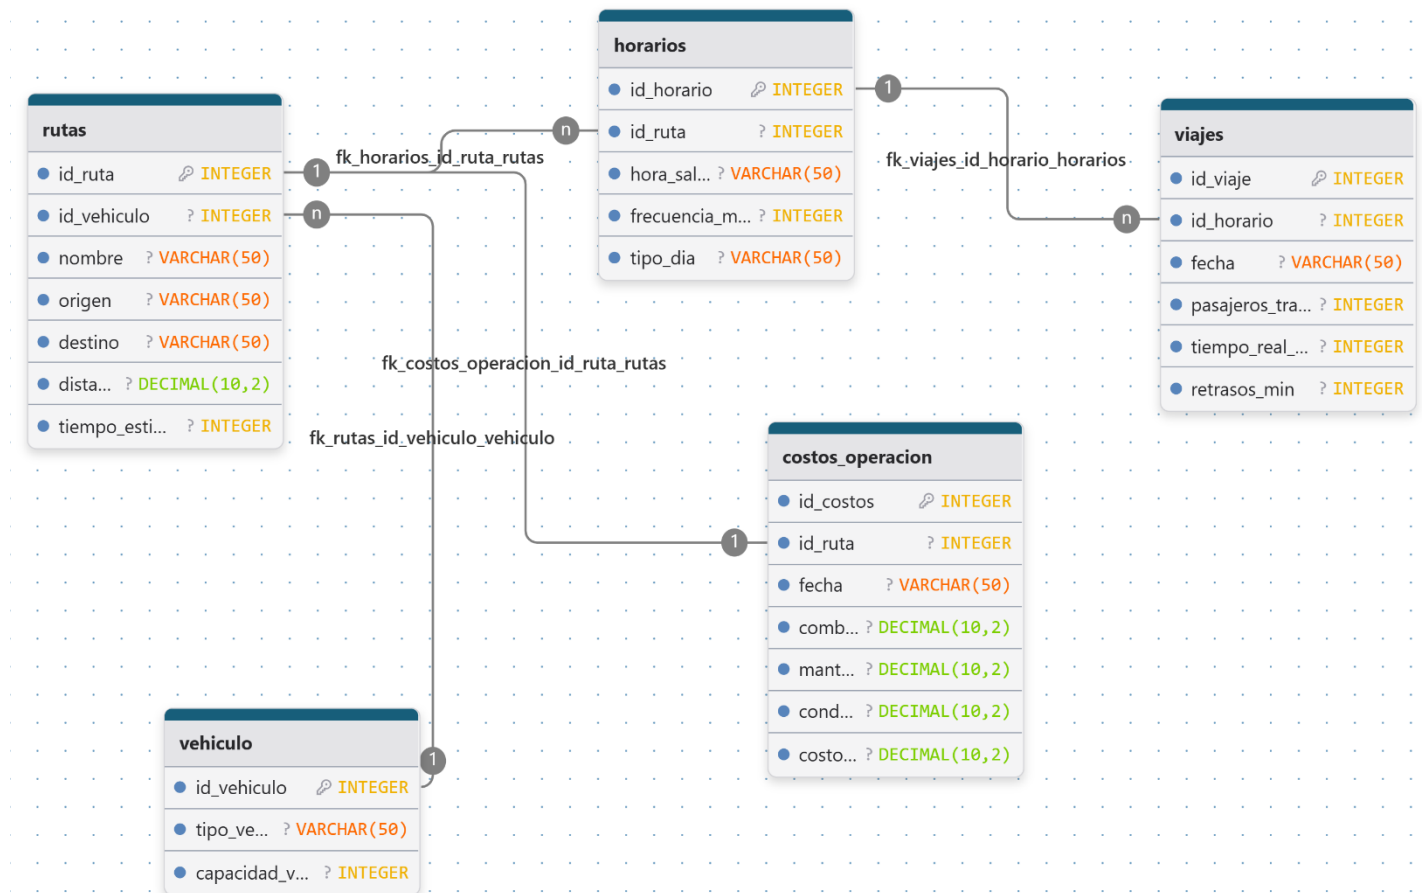 rutas
id_ruta INTEGER
id_vehiculo ? INTEGER
nombre ? VARCHAR(50)
origen ? VARCHAR(50)
destino ? VARCHAR(50)
dista... ? DECIMAL(10,2)
tiempo_esti... ? INTEGER
1
n
fk_horarios_id_ruta_rutas
n
horarios
id_horario INTEGER
id_ruta ? INTEGER
hora_sal... ? VARCHAR(50)
frecuencia_m... ? INTEGER
tipo_dia ? VARCHAR(50)
1
fk_viajes_id_horario_horarios
n
viajes
id_viaje INTEGER
id_horario ? INTEGER
fecha ? VARCHAR(50)
pasajeros_tra... ? INTEGER
tiempo_real_... ? INTEGER
retrasos_min ? INTEGER
fk_costos_operacion_id_ruta_rutas
fk_rutas_id_vehiculo_vehiculo
1
costos_operacion
id_costos INTEGER
id_ruta ? INTEGER
fecha ? VARCHAR(50)
comb... ? DECIMAL(10,2)
mant... ? DECIMAL(10,2)
cond... ? DECIMAL(10,2)
costo... ? DECIMAL(10,2)
vehiculo
id_vehiculo INTEGER
tipo_ve... ? VARCHAR(50)
capacidad_v... ? INTEGER
1